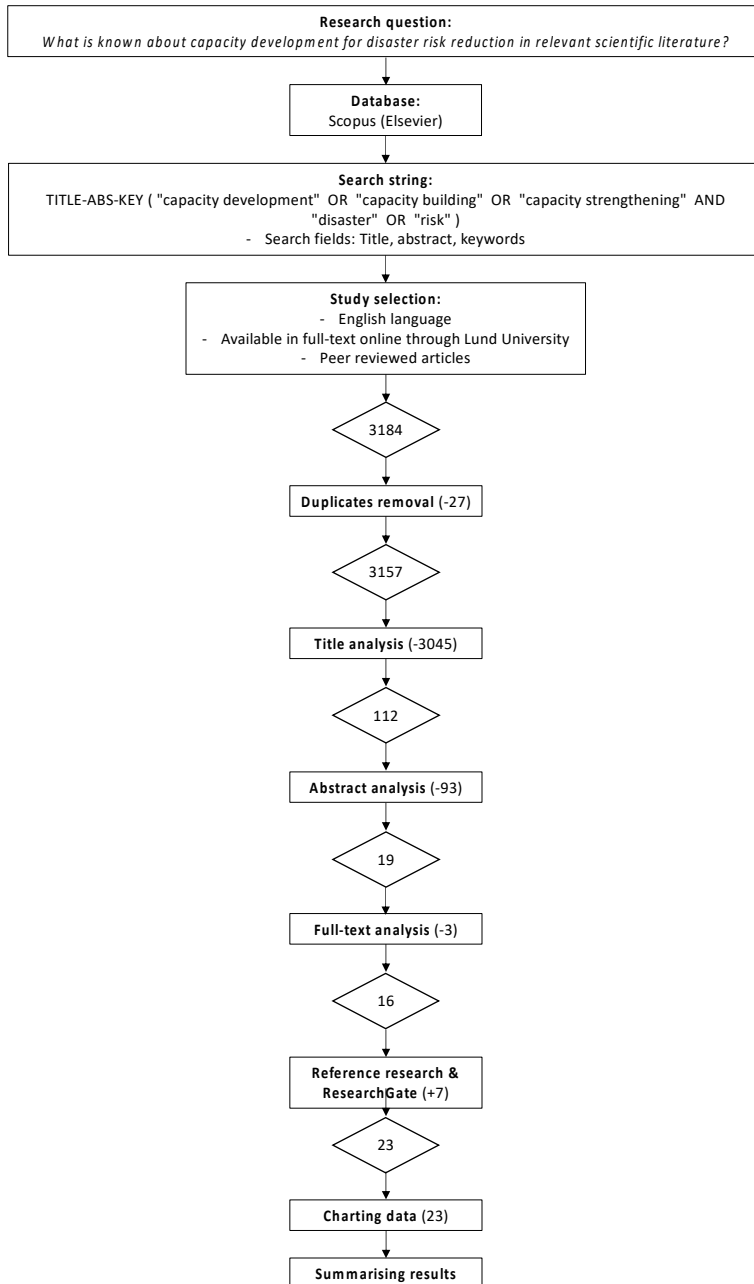 Research question:
What is known about capacity development for disaster risk reduction in relevant scientific literature?
Database:
Scopus (Elsevier)
Search string:
TITLE-ABS-KEY ( "capacity development" OR "capacity building" OR "capacity strengthening" AND
"disaster" OR "risk" )
- Search fields: Title, abstract, keywords
Study selection:
- English language
- Available in full-text online through Lund University
- Peer reviewed articles
3184
Duplicates removal (-27)
3157
Title analysis (-3045)
112
Abstract analysis (-93)
19
Full-text analysis (-3)
16
Reference research &
ResearchGate (+7)
23
Charting data (23)
Summarising results